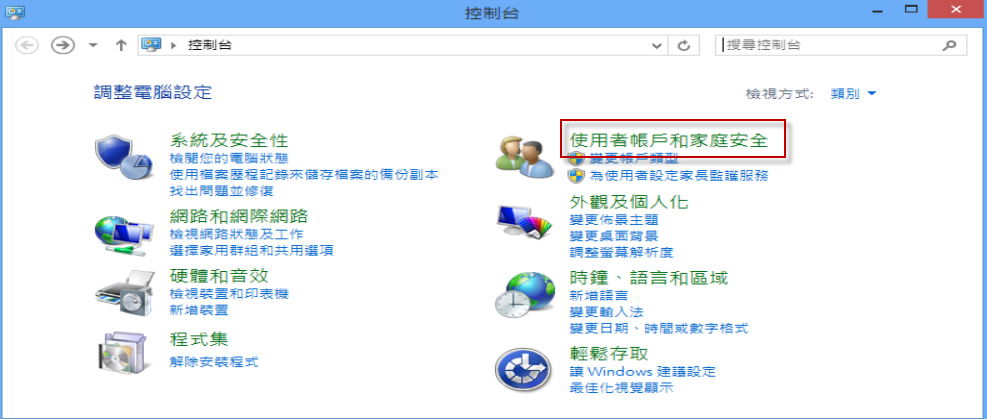 控制台
控制台
搜尋控制台
調整電腦設定
檢視方式: 類別
系統及安全性
檢閱您的電腦狀態
使用檔案歷程記錄來儲存檔案的備份副本
找出問題並修復
網路和網際網路
檢視網路狀態及工作
選擇家用群組和共用選項
硬體和音效
檢視裝置和印表機
新增裝置
程式集
解除安裝程式
使用者帳戶和家庭安全
變更帳戶類型
為使用者設定家長監護服務
外觀及個人化
變更佈景主題
變更桌面背景
調整螢幕解析度
時鐘、語言和區域
新增語言
變更輸入法
變更日期、時間或數字格式
輕鬆存取
讓 Windows 建議設定
最佳化視覺顯示